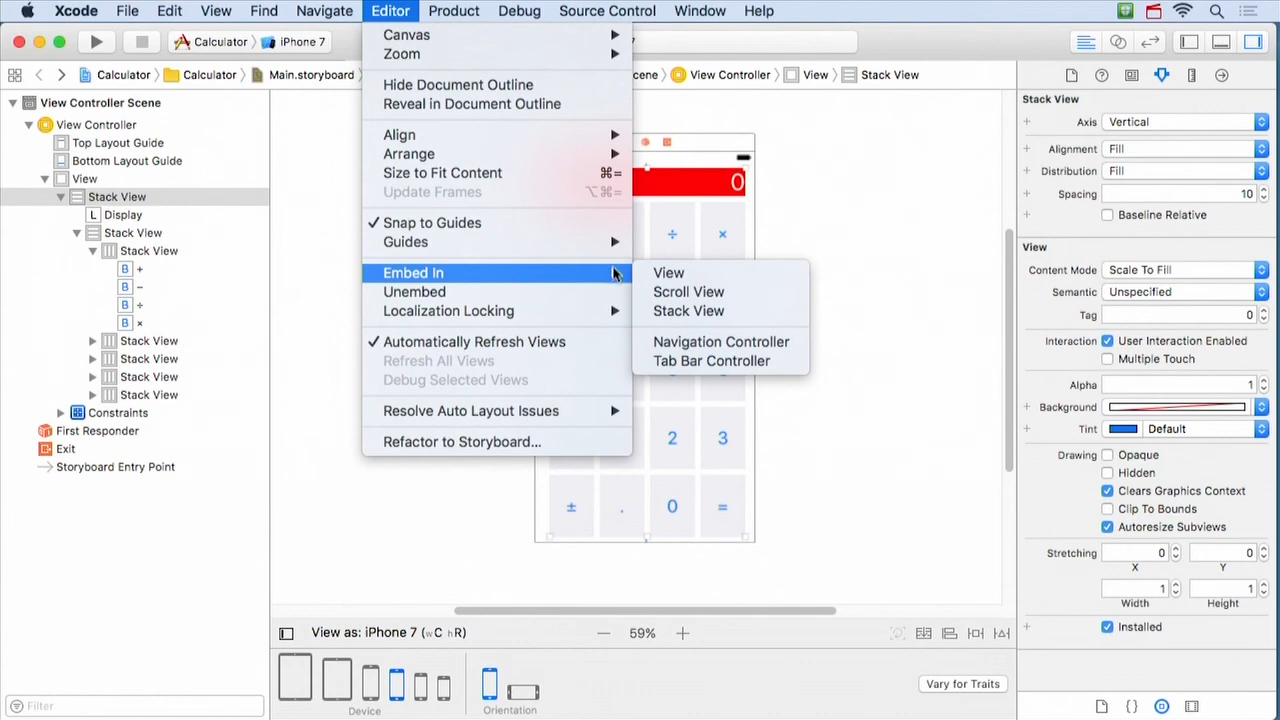 Xcode File Edit View Find Navigate Editor Product Debug Source Control Window Help
Calculator iPhone 7 7
Calculator Calculator Main.storyboard cene View Controller View Stack View
View Controller Scene
View Controller
Top Layout Guide
Bottom Layout Guide
View
Stack View
L Display
Stack View
Stack View
B +
B −
B ÷
B ×
Stack View
Stack View
Stack View
Stack View
Constraints
First Responder
Exit
Storyboard Entry Point
Filter
Canvas
Zoom
Hide Document Outline
Reveal in Document Outline
Align
Arrange
Size to Fit Content ⌘=
Update Frames ⌥⌘=
✓ Snap to Guides
Guides
Embed In
Unembed
Localization Locking
✓ Automatically Refresh Views
Refresh All Views
Debug Selected Views
Resolve Auto Layout Issues
Refactor to Storyboard...
View
Scroll View
Stack View
Navigation Controller
Tab Bar Controller
0
÷ ×
2 3
± . 0 =
View as: iPhone 7 (wC hR) — 59% +
Device
Orientation
Vary for Traits
Stack View
Axis Vertical
Alignment Fill
Distribution Fill
Spacing 10
Baseline Relative
View
Content Mode Scale To Fill
Semantic Unspecified
Tag 0
Interaction User Interaction Enabled
Multiple Touch
Alpha 1
Background
Tint Default
Drawing Opaque
Hidden
Clears Graphics Context
Clip To Bounds
Autoresize Subviews
Stretching 0 0
X Y
1 1
Width Height
Installed
{}